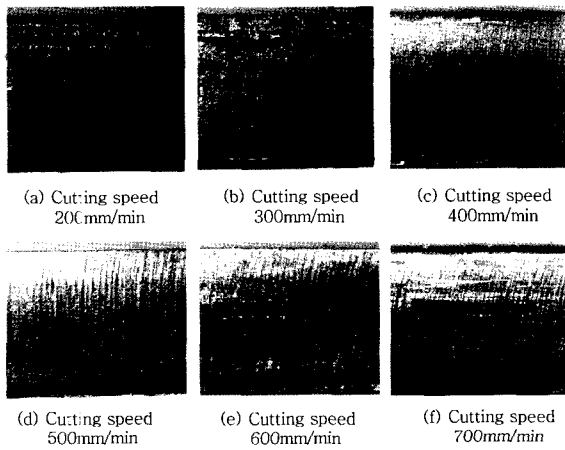 (a) Cutting speed
200mm/min
(b) Cutting speed
300mm/min
(c) Cutting speed
400mm/min
(d) Cutting speed
500mm/min
(e) Cutting speed
600mm/min
(f) Cutting speed
700mm/min